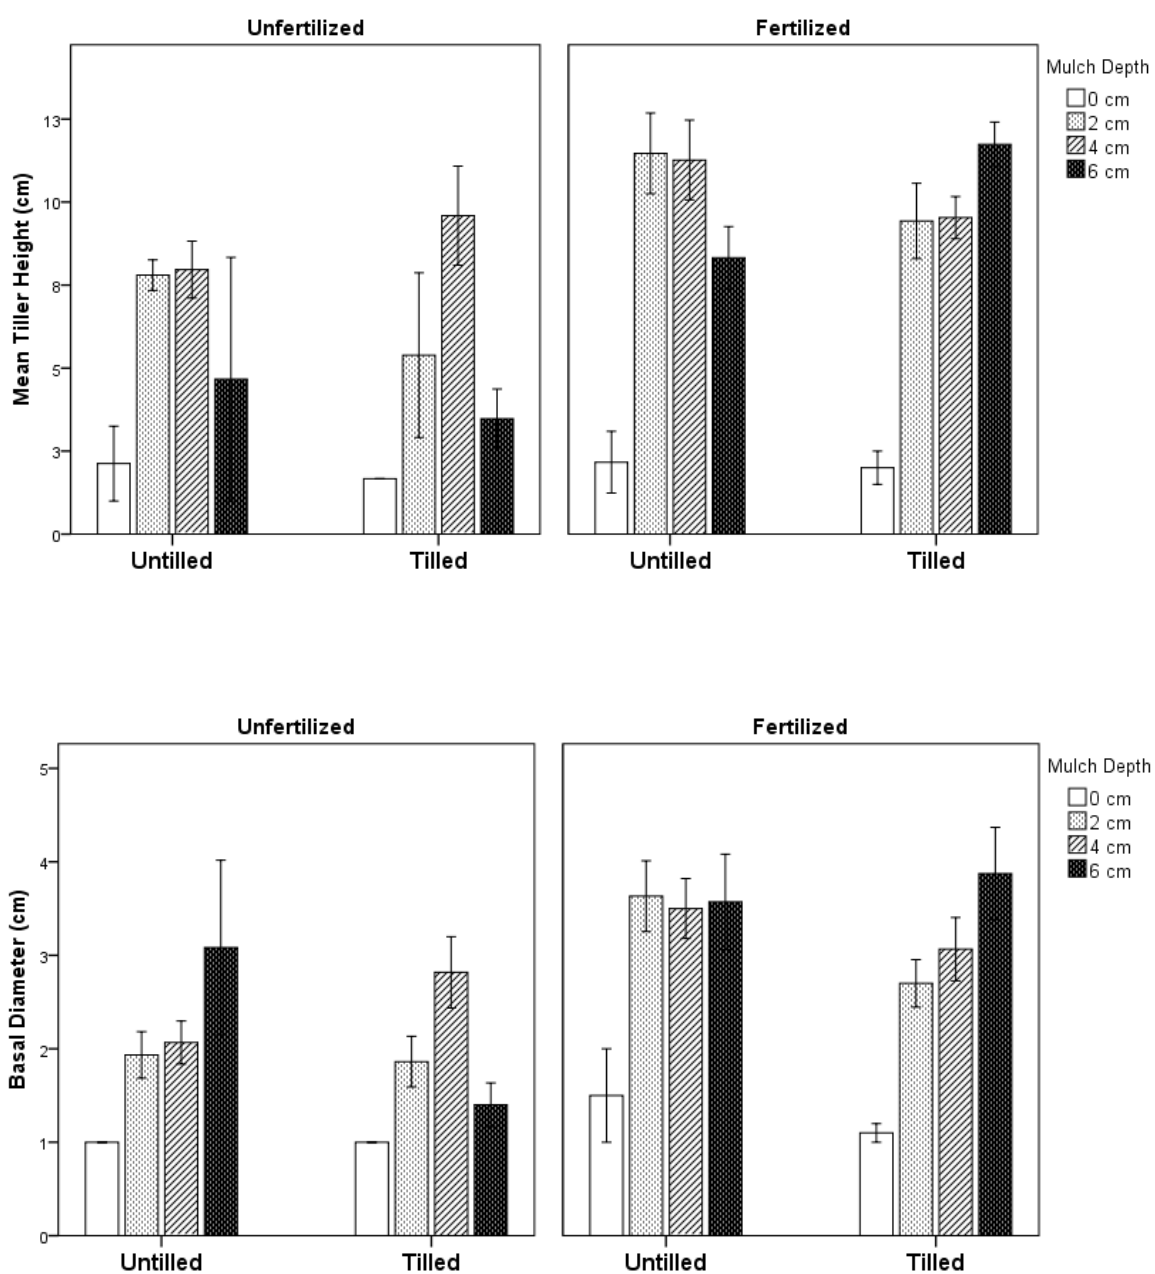 Unfertilized
Fertilized
Mulch Depth
0 cm
2 cm
4 cm
6 cm
Mean Tiller Height (cm)
13
10
8
5
3
0
Untilled
Tilled
Untilled
Tilled
Unfertilized
Fertilized
Mulch Depth
0 cm
2 cm
4 cm
6 cm
Basal Diameter (cm)
5
4
3
2
1
0
Untilled
Tilled
Untilled
Tilled